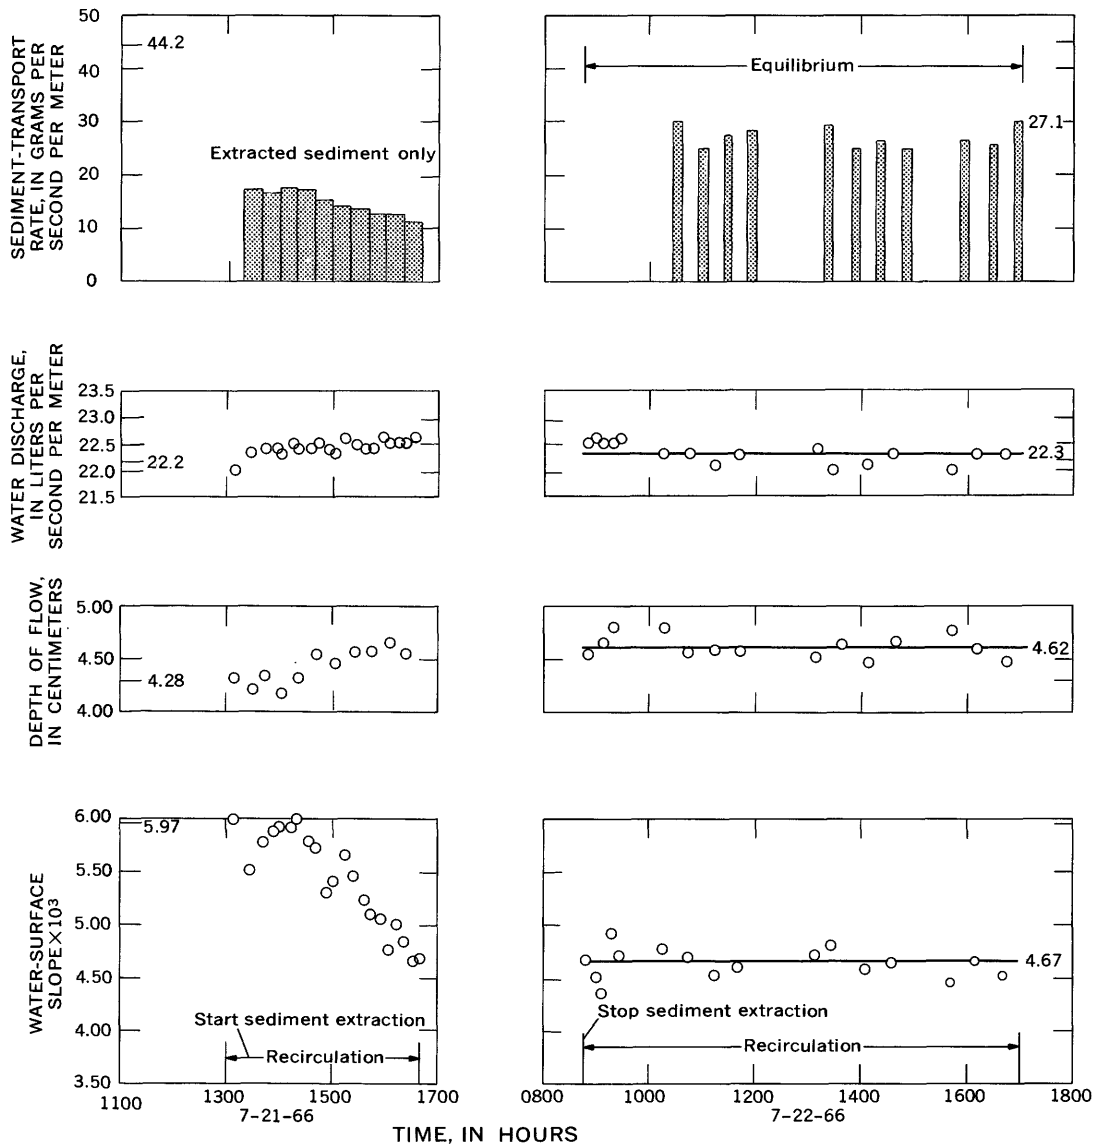 SEDIMENT-TRANSPORT
RATE, IN GRAMS PER
SECOND PER METER
50
40
30
20
10
0
44.2
Extracted sediment only
Equilibrium
27.1
WATER DISCHARGE,
IN LITERS PER
SECOND PER METER
23.5
23.0
22.5
22.0
21.5
22.2
22.3
DEPTH OF FLOW,
IN CENTIMETERS
5.00
4.50
4.00
4.28
4.62
WATER-SURFACE
SLOPE×10³
6.00
5.50
5.00
4.50
4.00
3.50
5.97
4.67
Start sediment extraction
Recirculation
Stop sediment extraction
Recirculation
1100 1300 1500 1700 0800 1000 1200 1400 1600 1800
7-21-66 7-22-66
TIME, IN HOURS